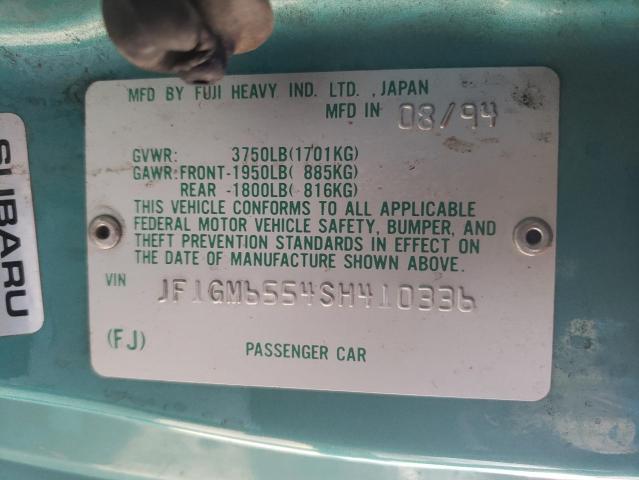 MFD BY FUJI HEAVY IND. LTD. ,JAPAN
MFD IN 08/94
GVWR: 3750LB(1701KG)
GAWR:FRONT-1950LB( 885KG)
REAR -1800LB( 816KG)
THIS VEHICLE CONFORMS TO ALL APPLICABLE
FEDERAL MOTOR VEHICLE SAFETY, BUMPER, AND
THEFT PREVENTION STANDARDS IN EFFECT ON
THE DATE OF MANUFACTURE SHOWN ABOVE.
VIN JF1GM6554SH410336
(FJ) PASSENGER CAR
SUBARU